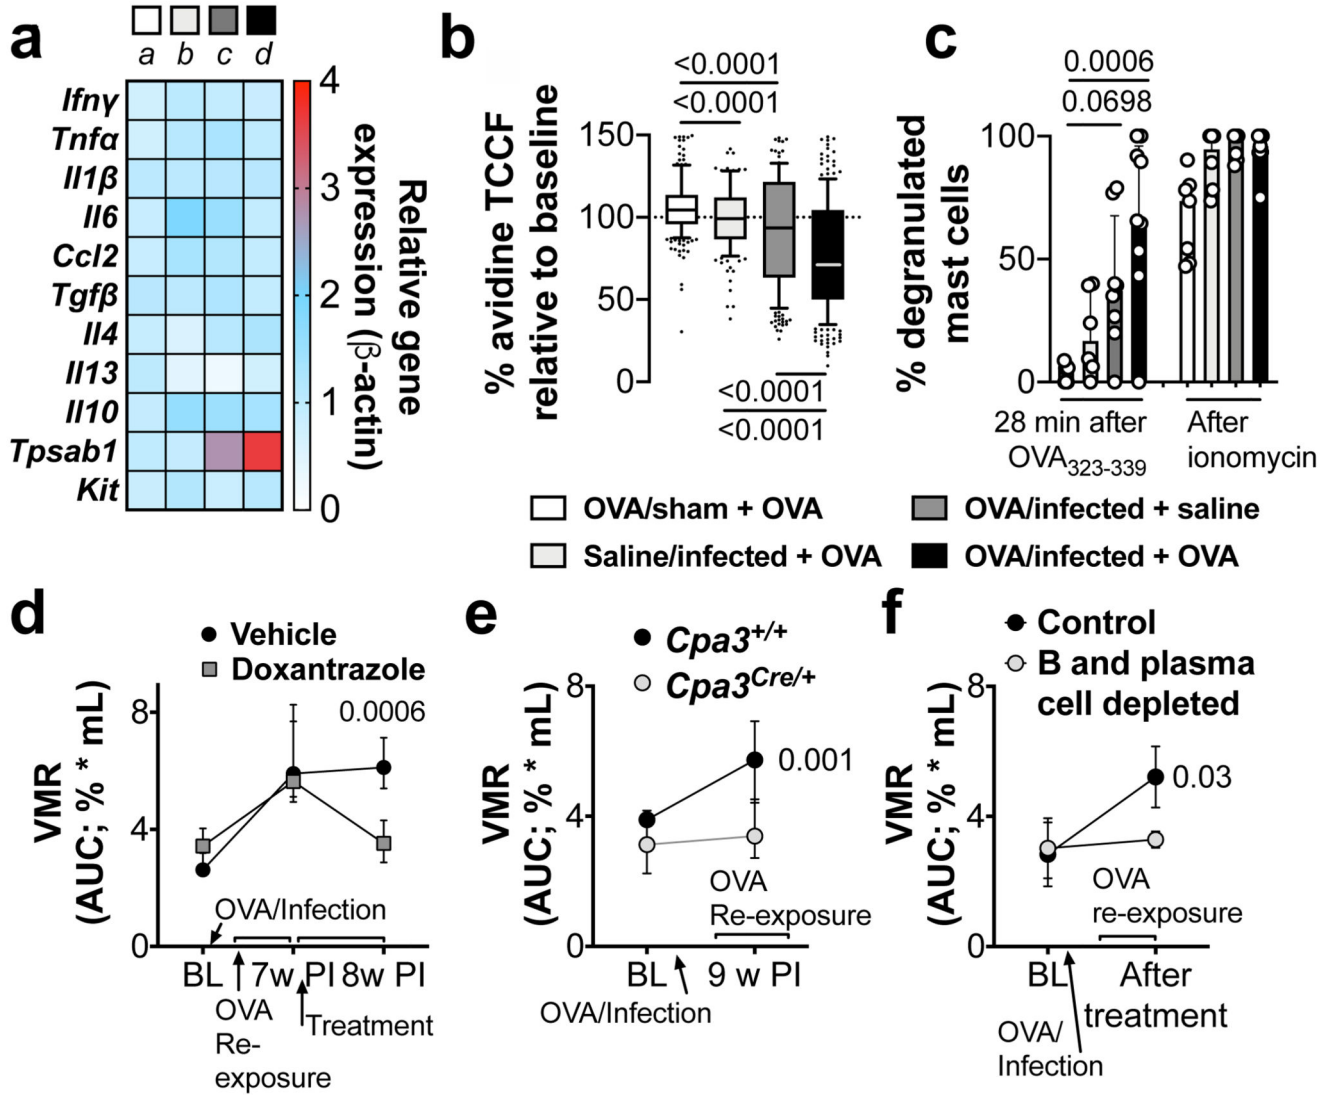 a
a b c d
Ifnγ
Tnfα
Il1β
Il6
Ccl2
Tgfβ
Il4
Il13
Il10
Tpsab1
Kit
4
3
2
1
0
Relative gene
expression (β-actin)
b
% avidine TCCF
relative to baseline
<0.0001
<0.0001
150
100
50
0
<0.0001
<0.0001
c
% degranulated
mast cells
0.0006
0.0698
100
50
0
28 min after
OVA323-339
After
ionomycin
OVA/sham + OVA
Saline/infected + OVA
OVA/infected + saline
OVA/infected + OVA
d
Vehicle
Doxantrazole
VMR
(AUC; % * mL)
8
4
0
0.0006
OVA/Infection
BL 7w PI 8w PI
OVA
Re-
exposure
Treatment
e
Cpa3+/+
Cpa3Cre/+
VMR
(AUC; % * mL)
8
4
0
0.001
OVA
Re-exposure
BL 9 w PI
OVA/Infection
f
Control
B and plasma
cell depleted
VMR
(AUC; % * mL)
8
4
0
0.03
OVA
re-exposure
BL After
treatment
OVA/
Infection